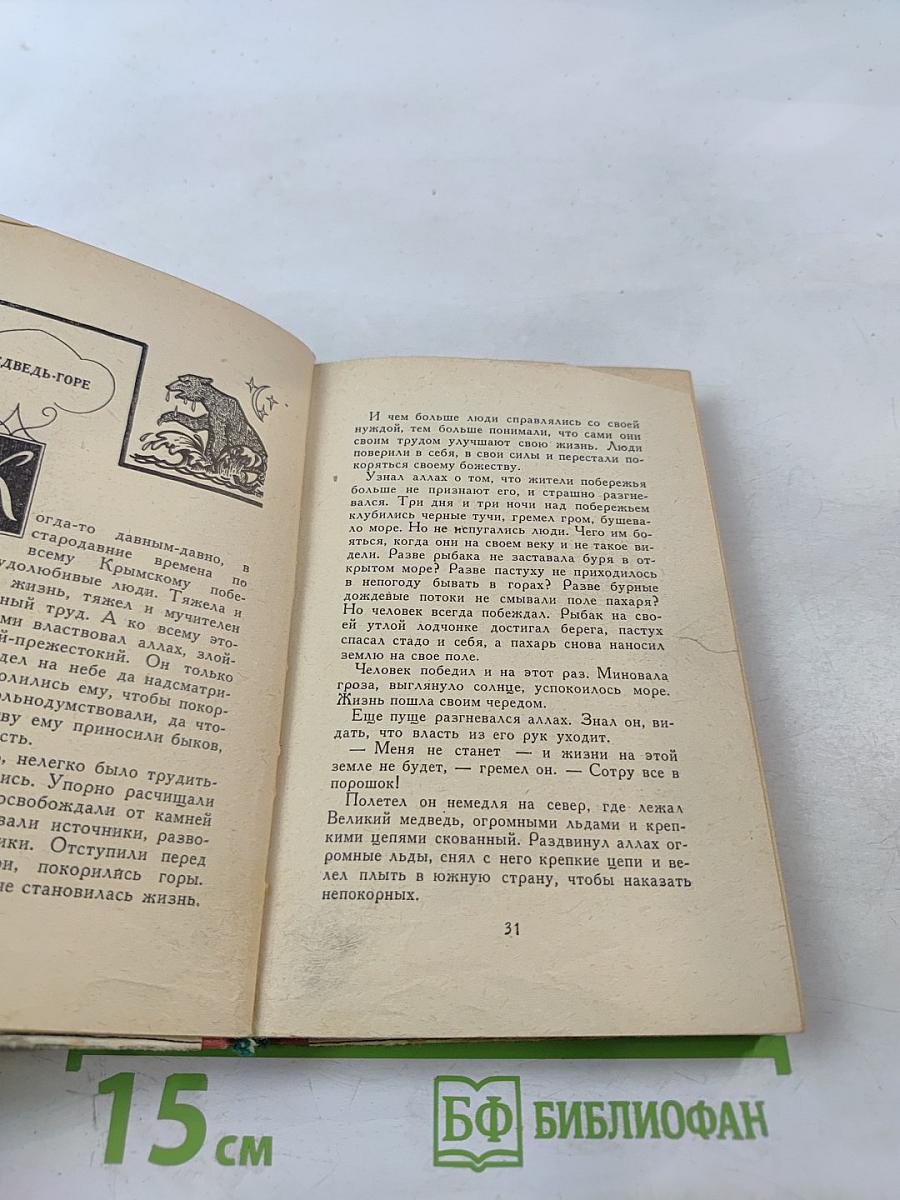 ДВЕДЬ-ГОРЕ
К
огда-то давным-давно, в
стародавние времена по
всему Крымскому побе-
удолюбивые люди. Тяжела и
жизнь, тяжел и мучителен
ный труд. А ко всему это-
ми властвовал аллах, злой-
й-прежестокий. Он только
дел на небе да надсматри-
олились ему, чтобы покор-
ольнодумствовали, да что-
ву ему приносили быков,
сть.
, нелегко было трудить-
ись. Упорно расчищали
освобождали от камней
вали источники, разво-
ики. Отступили перед
ри, покорились горы.
че становилась жизнь.
И чем больше люди справлялись со своей
нуждой, тем больше понимали, что сами они
своим трудом улучшают свою жизнь. Люди
поверили в себя, в свои силы и перестали по-
коряться своему божеству.
Узнал аллах о том, что жители побережья
больше не признают его, и страшно разгне-
вался. Три дня и три ночи над побережьем
клубились черные тучи, гремел гром, бушева-
ло море. Но не испугались люди. Чего им бо-
яться, когда они на своем веку и не такое ви-
дели. Разве рыбака не заставала буря в от-
крытом море? Разве пастуху не приходилось
в непогоду бывать в горах? Разве бурные
дождевые потоки не смывали поле пахаря?
Но человек всегда побеждал. Рыбак на сво-
ей утлой лодчонке достигал берега, пастух
спасал стадо и себя, а пахарь снова наносил
землю на свое поле.
Человек победил и на этот раз. Миновала
гроза, выглянуло солнце, успокоилось море.
Жизнь пошла своим чередом.
Еще пуще разгневался аллах. Знал он, ви-
дать, что власть из его рук уходит.
— Меня не станет — и жизни на этой
земле не будет, — гремел он. — Сотру все в
порошок!
Полетел он немедля на север, где лежал
Великий медведь, огромными льдами и креп-
кими цепями скованный. Раздвинул аллах ог-
ромные льды, снял с него крепкие цепи и ве-
лел плыть в южную страну, чтобы наказать
непокорных.
31
15 см
БФ БИБЛИОФАН